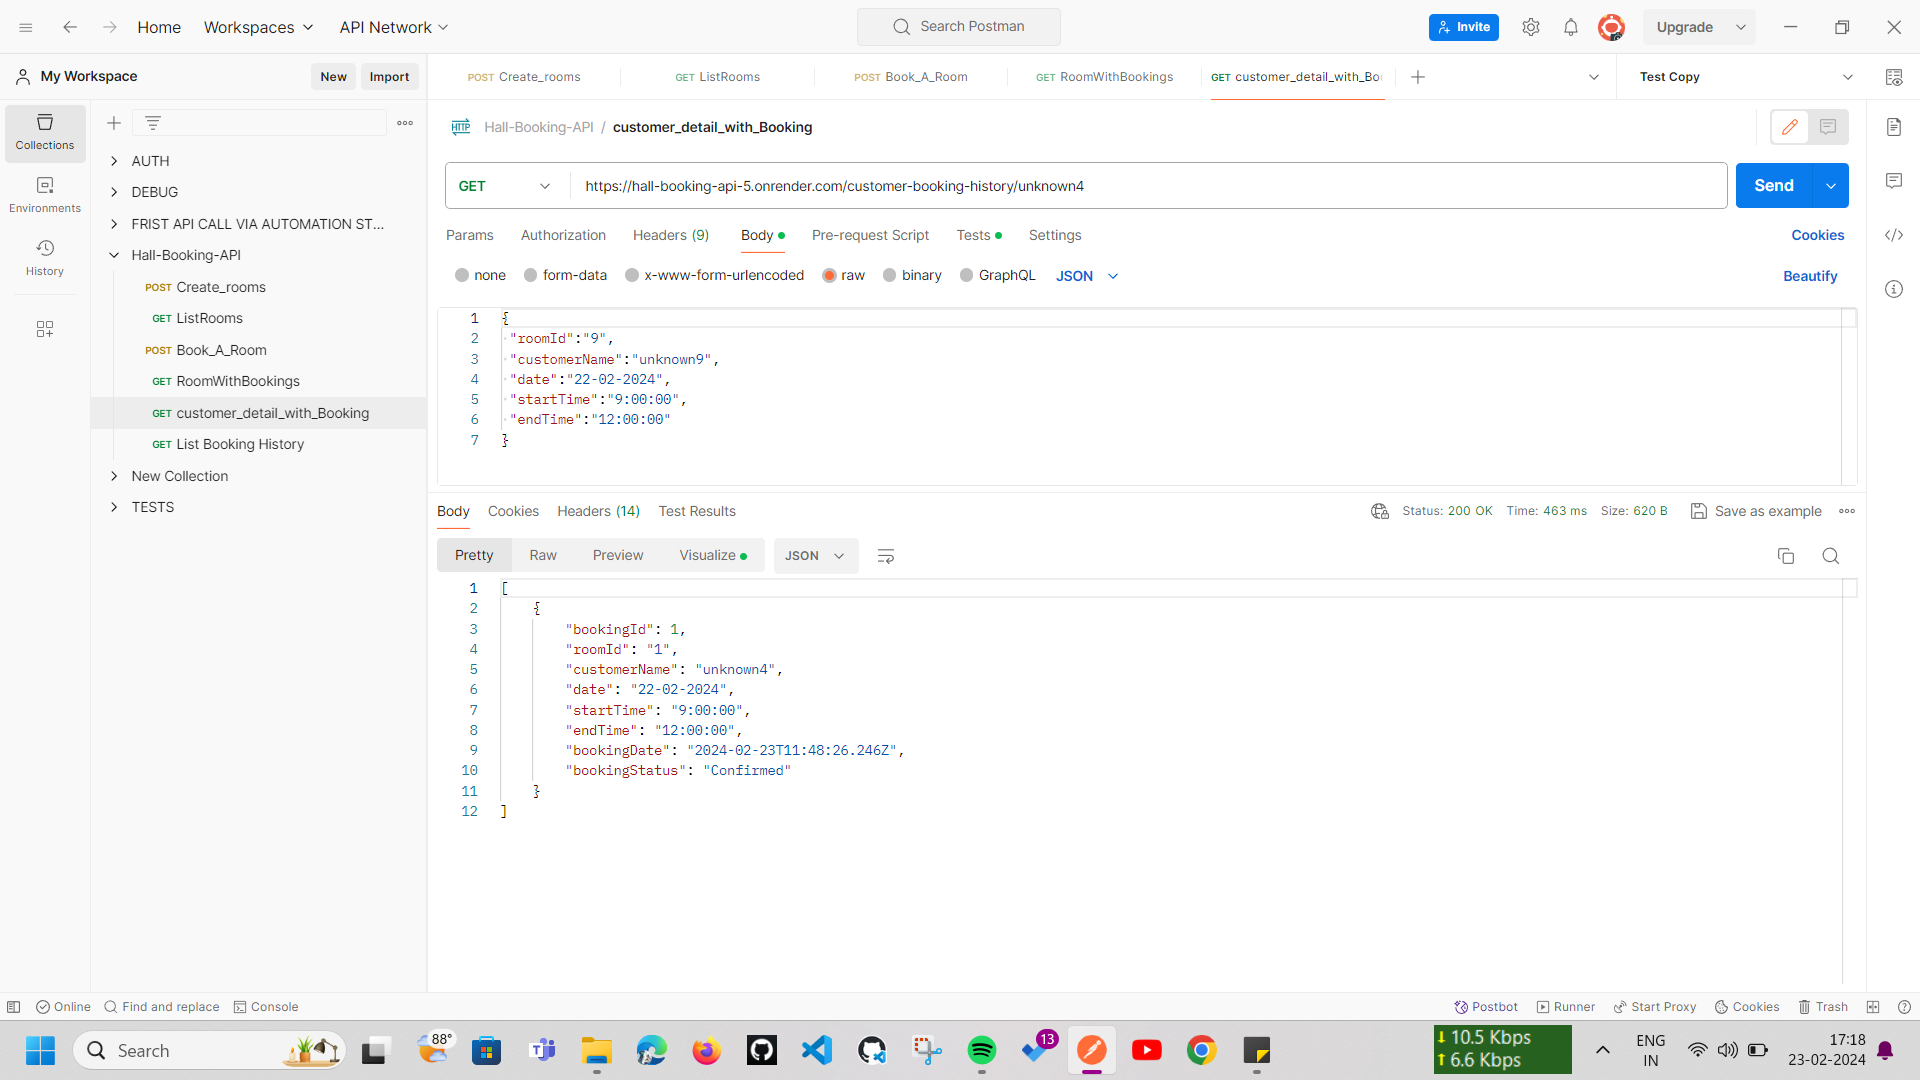 Home
Workspaces
API Network
Search Postman
Invite
Upgrade
My Workspace
New
Import
POST Create_rooms
GET ListRooms
POST Book_A_Room
GET RoomWithBookings
GET customer_detail_with_Bo
Test Copy
Collections
Environments
History
AUTH
DEBUG
FRIST API CALL VIA AUTOMATION ST...
Hall-Booking-API
POST Create_rooms
GET ListRooms
POST Book_A_Room
GET RoomWithBookings
GET customer_detail_with_Booking
GET List Booking History
New Collection
TESTS
HTTP Hall-Booking-API / customer_detail_with_Booking
GET https://hall-booking-api-5.onrender.com/customer-booking-history/unknown4
Send
Params Authorization Headers (9) Body Pre-request Script Tests Settings
Cookies
none form-data x-www-form-urlencoded raw binary GraphQL JSON
Beautify
1 {
2 "roomId":"9",
3 "customerName":"unknown9",
4 "date":"22-02-2024",
5 "startTime":"9:00:00",
6 "endTime":"12:00:00"
7 }
Body Cookies Headers (14) Test Results
Status: 200 OK Time: 463 ms Size: 620 B Save as example
Pretty Raw Preview Visualize JSON
1 [
2 {
3 "bookingId": 1,
4 "roomId": "1",
5 "customerName": "unknown4",
6 "date": "22-02-2024",
7 "startTime": "9:00:00",
8 "endTime": "12:00:00",
9 "bookingDate": "2024-02-23T11:48:26.246Z",
10 "bookingStatus": "Confirmed"
11 }
12 ]
Online Find and replace Console
Postbot Runner Start Proxy Cookies Trash
Search
88°
13
10.5 Kbps
6.6 Kbps
ENG
IN
17:18
23-02-2024